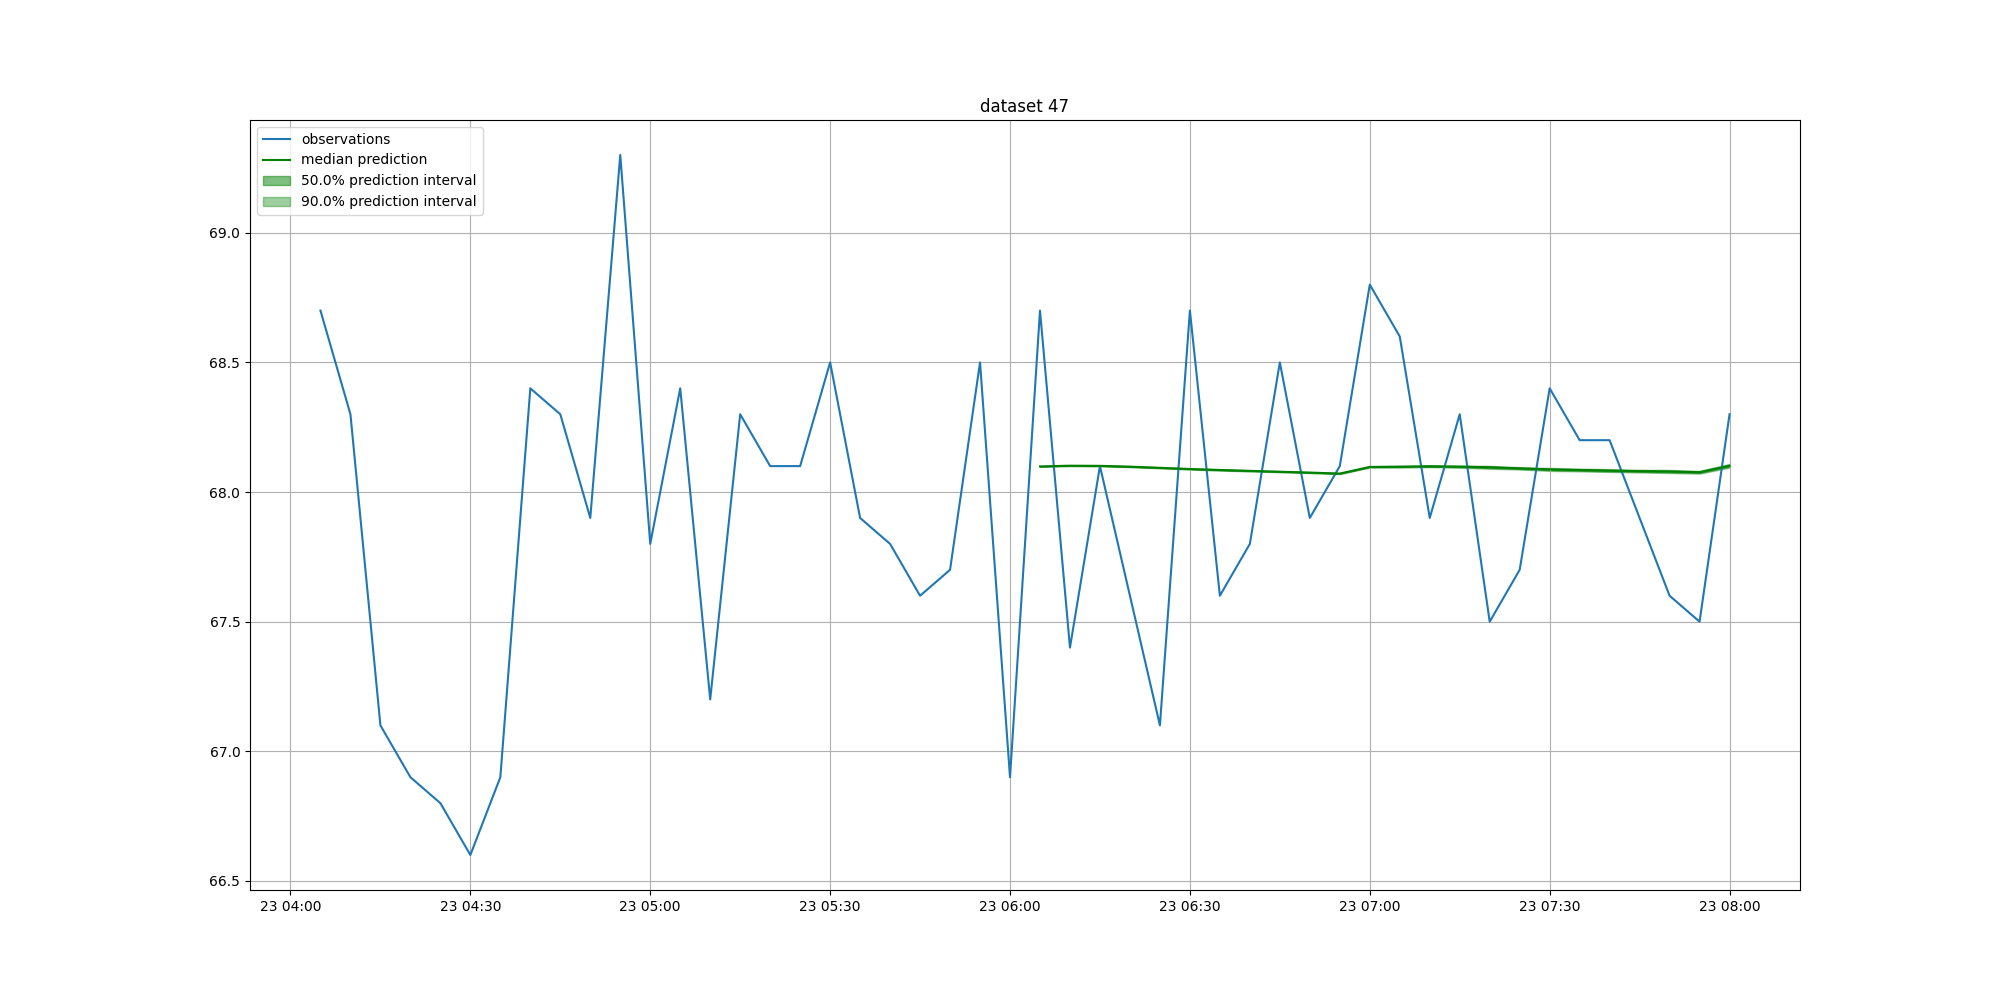 dataset 47
observations
median prediction
50.0% prediction interval
90.0% prediction interval
69.0
68.5
68.0
67.5
67.0
66.5
23 04:00 23 04:30 23 05:00 23 05:30 23 06:00 23 06:30 23 07:00 23 07:30 23 08:00